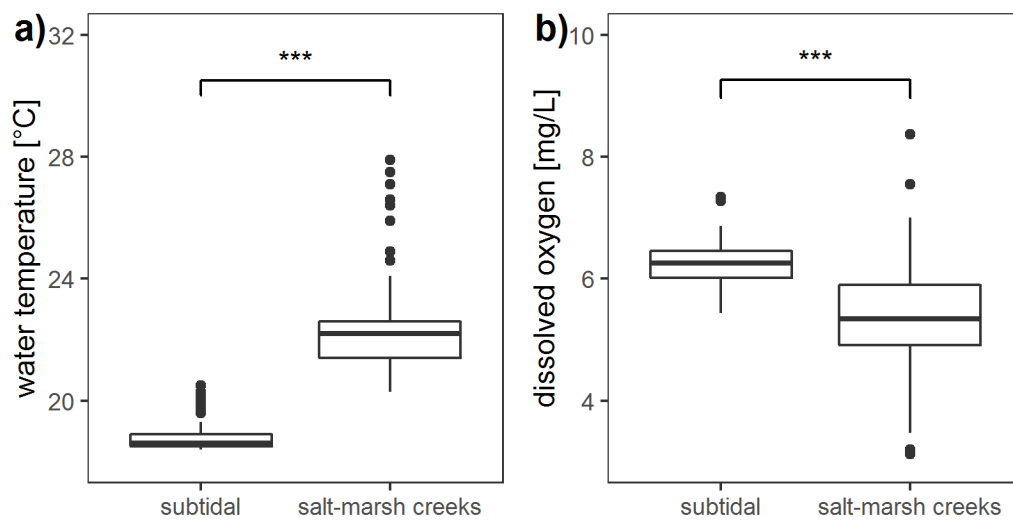 a)
water temperature [°C]
32
28
24
20
***
subtidal
salt-marsh creeks
b)
dissolved oxygen [mg/L]
10
8
6
4
***
subtidal
salt-marsh creeks